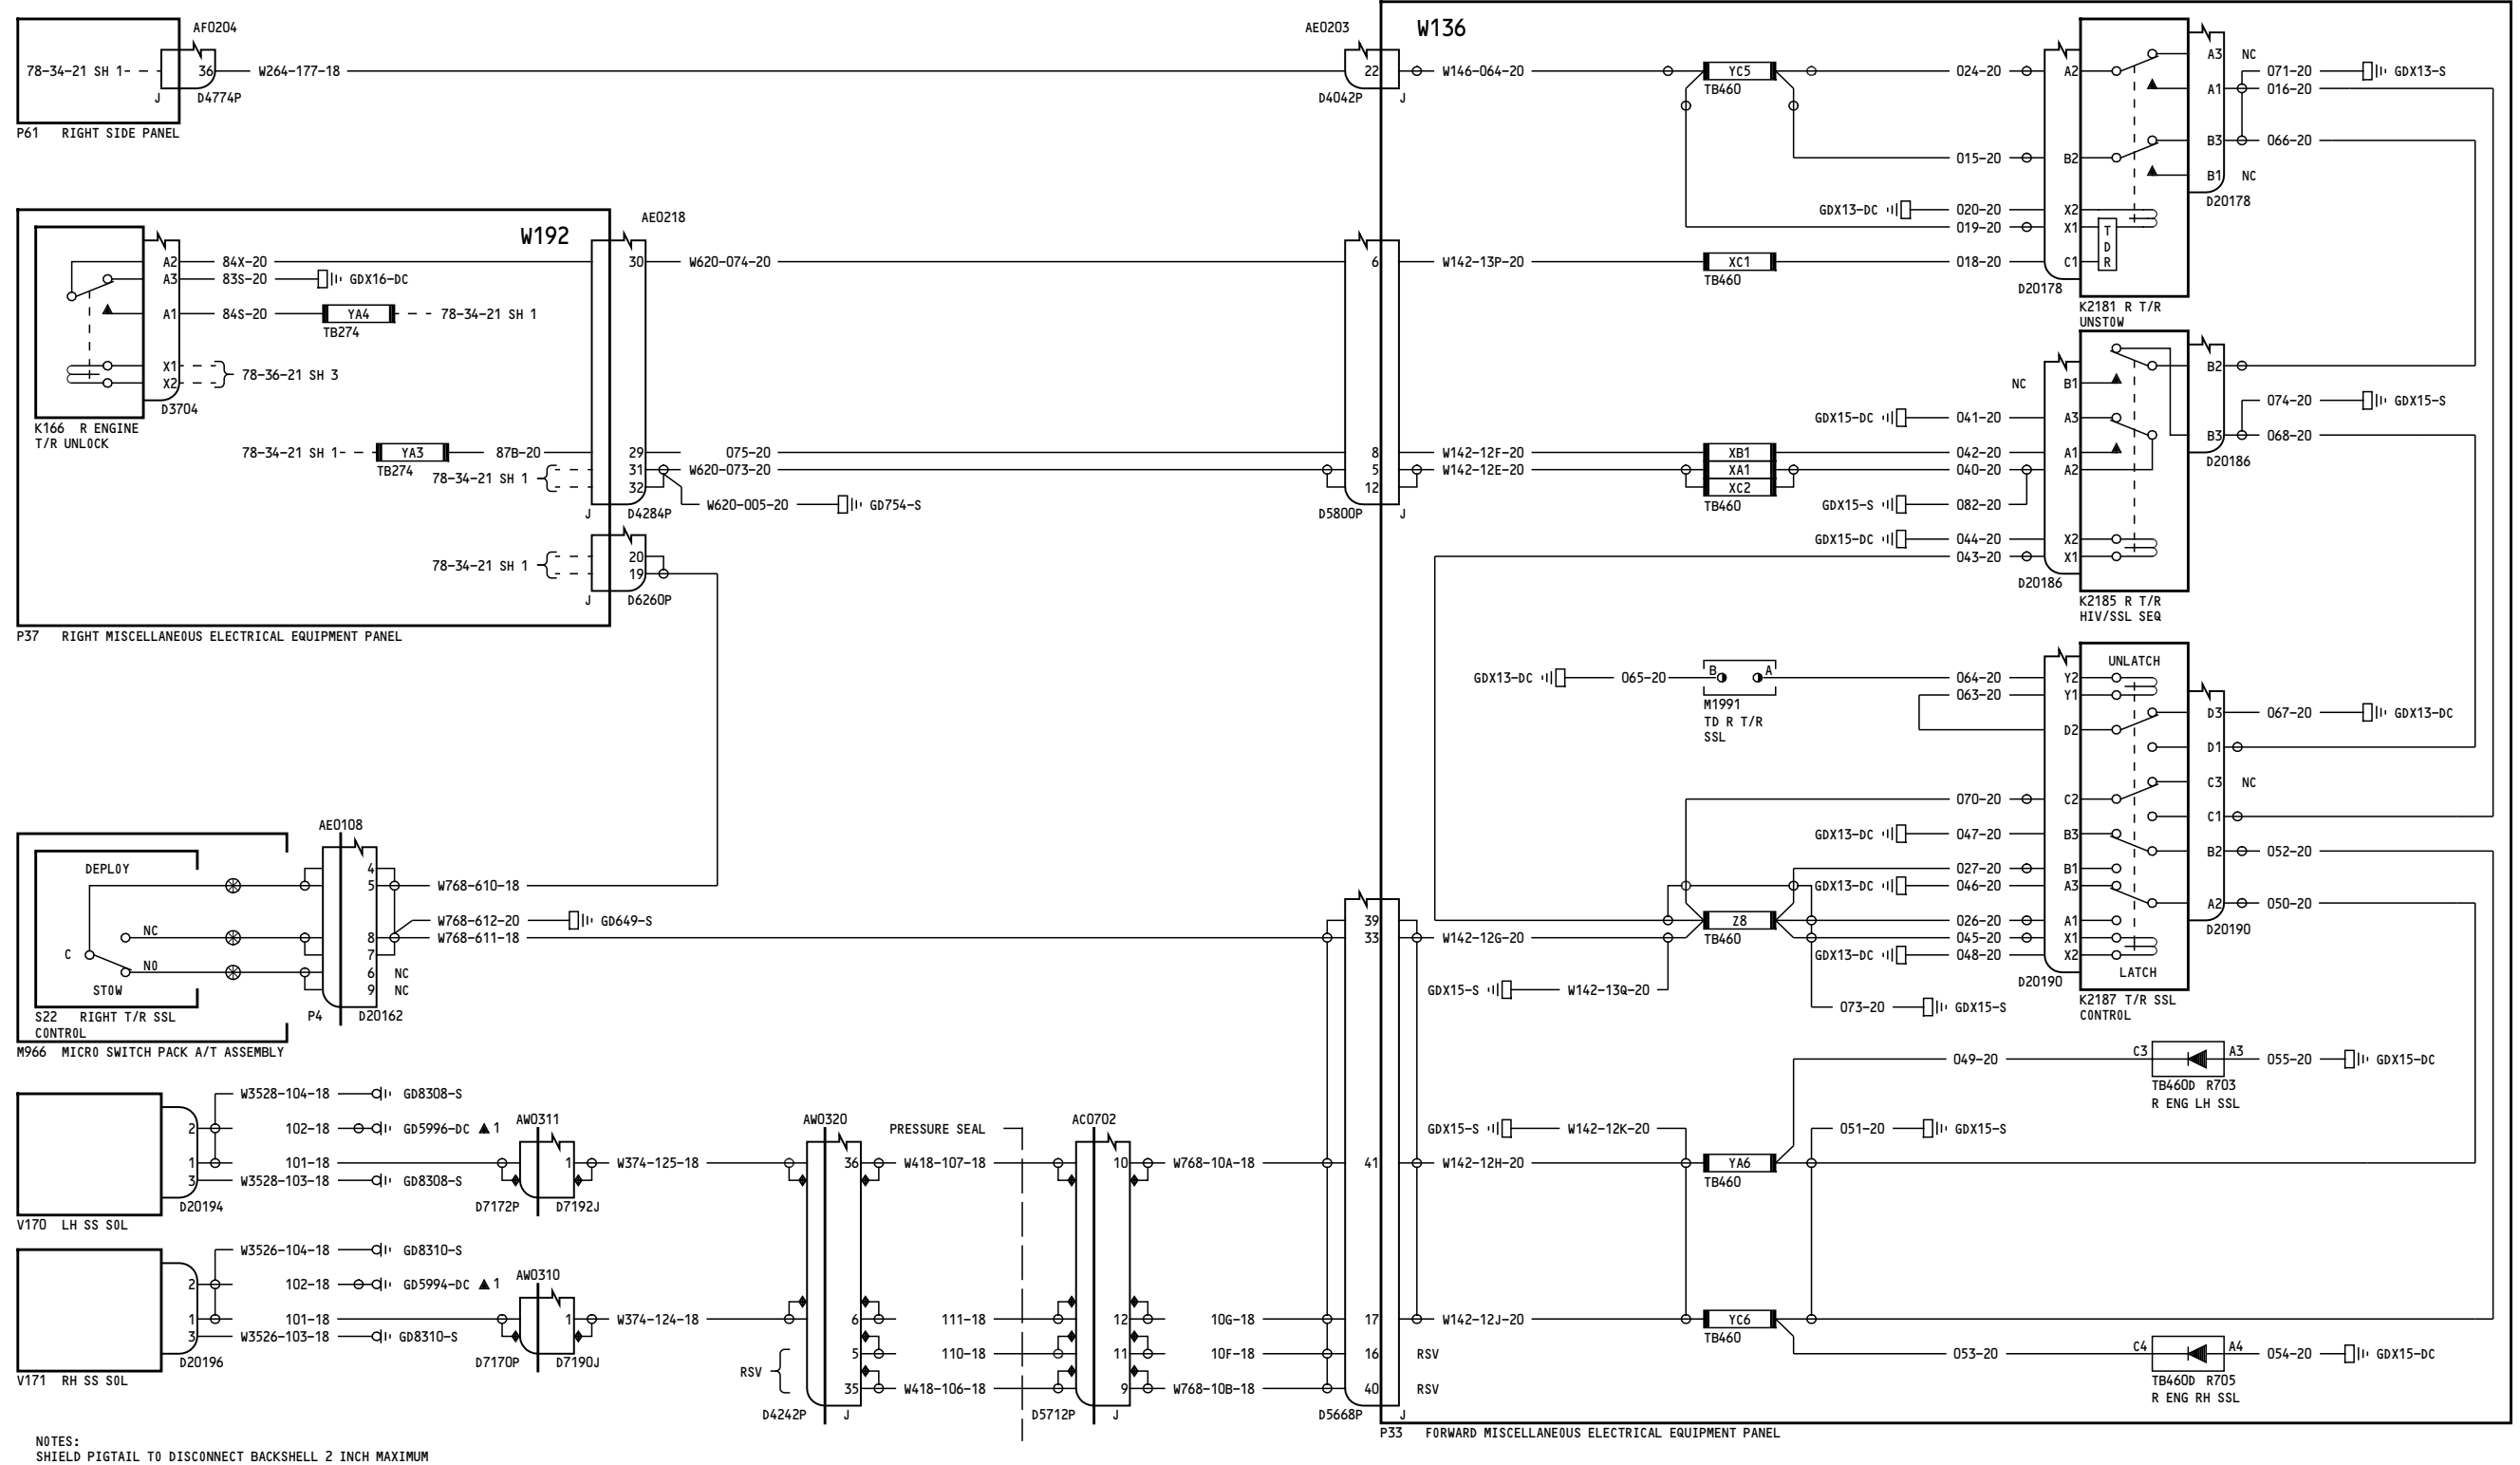 AF0204
78-34-21 SH 1
36
W264-177-18
J
D4774P
P61 RIGHT SIDE PANEL
AE0203
22
D4042P
J
W136
W146-064-20
YC5
TB460
024-20
A2
A3
NC
071-20
GDX13-S
A1
016-20
015-20
B2
B3
066-20
B1
NC
D20178
GDX13-DC
020-20
X2
019-20
X1
T
D
R
XC1
TB460
018-20
C1
D20178
K2181 R T/R
UNSTOW
W192
AE0218
A2
84X-20
30
W620-074-20
6
W142-13P-20
A3
83S-20
GDX16-DC
A1
84S-20
YA4
TB274
78-34-21 SH 1
X1
X2
78-36-21 SH 3
D3704
K166 R ENGINE
T/R UNLOCK
78-34-21 SH 1
YA3
TB274
87B-20
29
075-20
8
W142-12F-20
78-34-21 SH 1
31
W620-073-20
5
W142-12E-20
32
12
W620-005-20
GD754-S
J
D4284P
D5800P
J
78-34-21 SH 1
20
19
J
D6260P
P37 RIGHT MISCELLANEOUS ELECTRICAL EQUIPMENT PANEL
XB1
XA1
XC2
TB460
NC
B1
B2
GDX15-DC
041-20
A3
074-20
GDX15-S
B3
068-20
042-20
A1
040-20
A2
D20186
GDX15-S
082-20
GDX15-DC
044-20
X2
043-20
X1
D20186
K2185 R T/R
HIV/SSL SEQ
GDX13-DC
065-20
B
A
M1991
TD R T/R
SSL
UNLATCH
064-20
Y2
063-20
Y1
D3
067-20
GDX13-DC
D2
D1
C3
NC
070-20
C2
C1
GDX13-DC
047-20
B3
B2
052-20
027-20
B1
GDX13-DC
046-20
A3
A2
050-20
026-20
A1
D20190
045-20
X1
GDX13-DC
048-20
X2
LATCH
D20190
K2187 T/R SSL
CONTROL
Z8
TB460
39
33
W142-12G-20
GDX15-S
W142-13Q-20
073-20
GDX15-S
AE0108
DEPLOY
4
5
W768-610-18
W768-612-20
GD649-S
NC
8
W768-611-18
C
7
NO
6
NC
9
NC
STOW
S22 RIGHT T/R SSL
CONTROL
P4
D20162
M966 MICRO SWITCH PACK A/T ASSEMBLY
049-20
C3
A3
055-20
GDX15-DC
TB460D R703
R ENG LH SSL
W3528-104-18
GD8308-S
2
102-18
GD5996-DC
1
1
101-18
3
W3528-103-18
GD8308-S
D20194
V170 LH SS SOL
AW0311
1
D7172P
D7192J
W374-125-18
AW0320
36
W418-107-18
PRESSURE SEAL
AC0702
10
W768-10A-18
41
W142-12H-20
GDX15-S
W142-12K-20
YA6
TB460
051-20
GDX15-S
W3526-104-18
GD8310-S
2
102-18
GD5994-DC
1
1
101-18
3
W3526-103-18
GD8310-S
D20196
V171 RH SS SOL
AW0310
1
D7170P
D7190J
W374-124-18
6
111-18
12
10G-18
17
W142-12J-20
YC6
TB460
RSV
5
110-18
11
10F-18
16
RSV
35
W418-106-18
9
W768-10B-18
40
RSV
D4242P
J
D5712P
J
D5668P
J
053-20
C4
A4
054-20
GDX15-DC
TB460D R705
R ENG RH SSL
P33 FORWARD MISCELLANEOUS ELECTRICAL EQUIPMENT PANEL
NOTES:
SHIELD PIGTAIL TO DISCONNECT BACKSHELL 2 INCH MAXIMUM